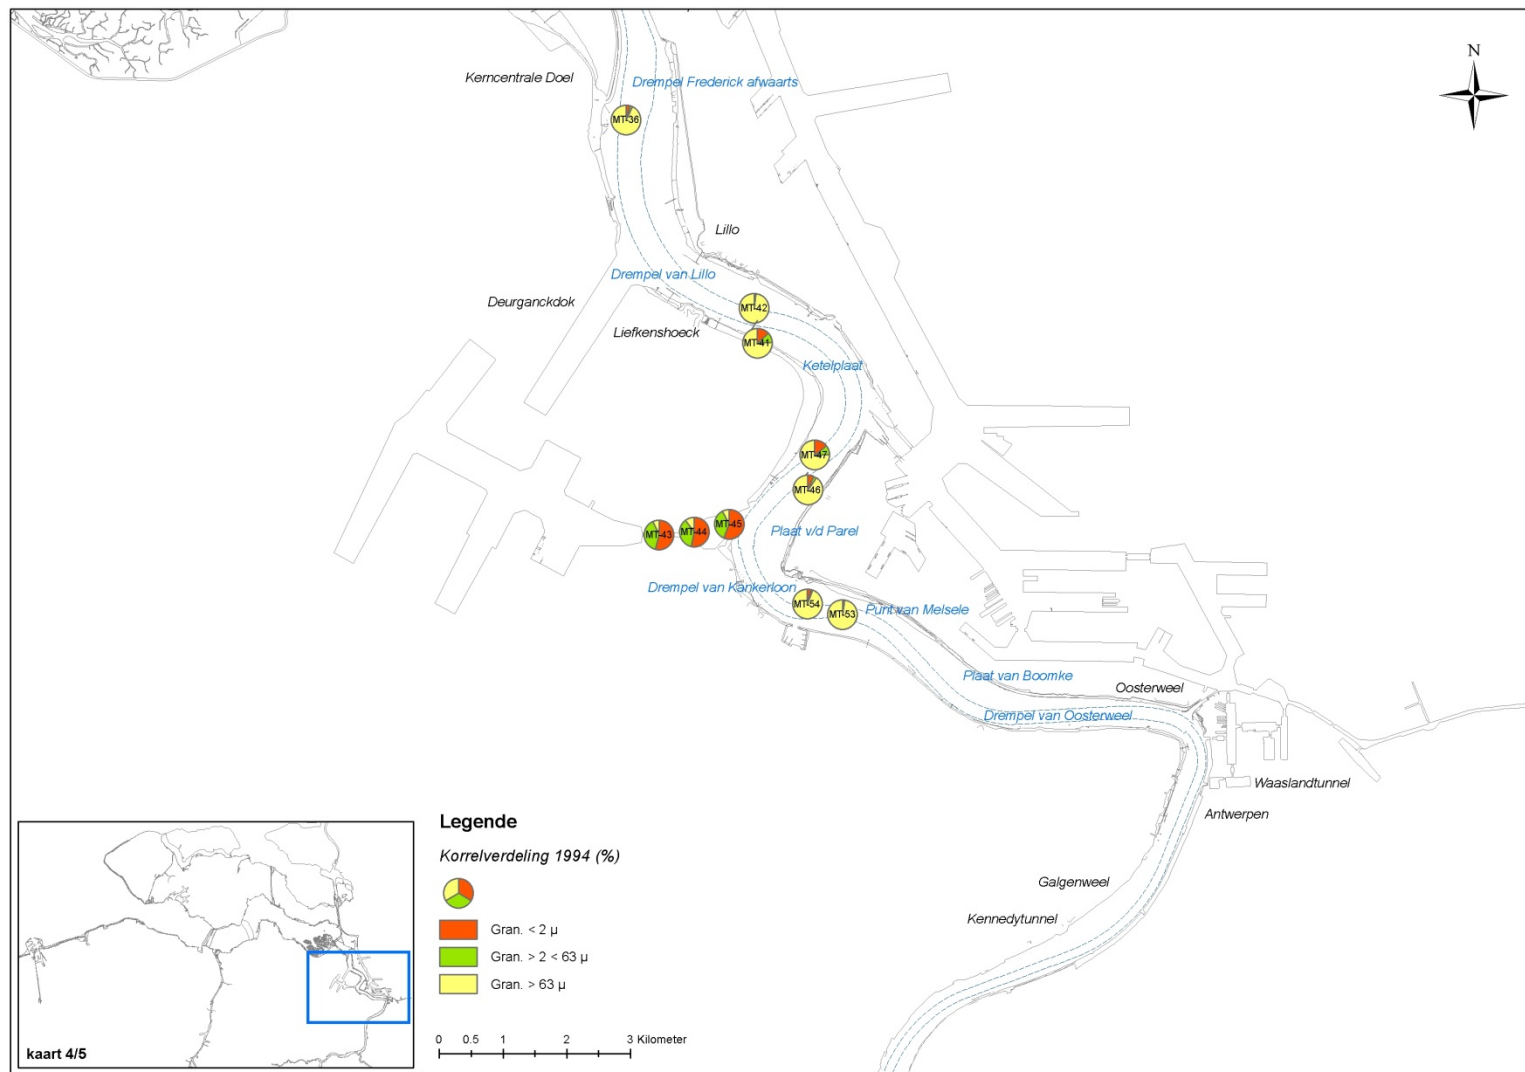 N
Kerncentrale Doel
Drempel Frederick afwaarts
MT-36
Lillo
Drempel van Lillo
Deurganckdok
MT-42
Liefkenshoeck
MT-41
Ketelplaat
MT-47
MT-46
MT-45
MT-44
MT-43
Plaat v/d Parel
Drempel van Kankerloon
MT-54
MT-53
Punt van Melsele
Plaat van Boomke
Oosterweel
Drempel van Oosterweel
Waaslandtunnel
Antwerpen
Galgenweel
Kennedytunnel
Legende
Korrelverdeling 1994 (%)
Gran. < 2 µ
Gran. > 2 < 63 µ
Gran. > 63 µ
0 0.5 1 2 3 Kilometer
kaart 4/5